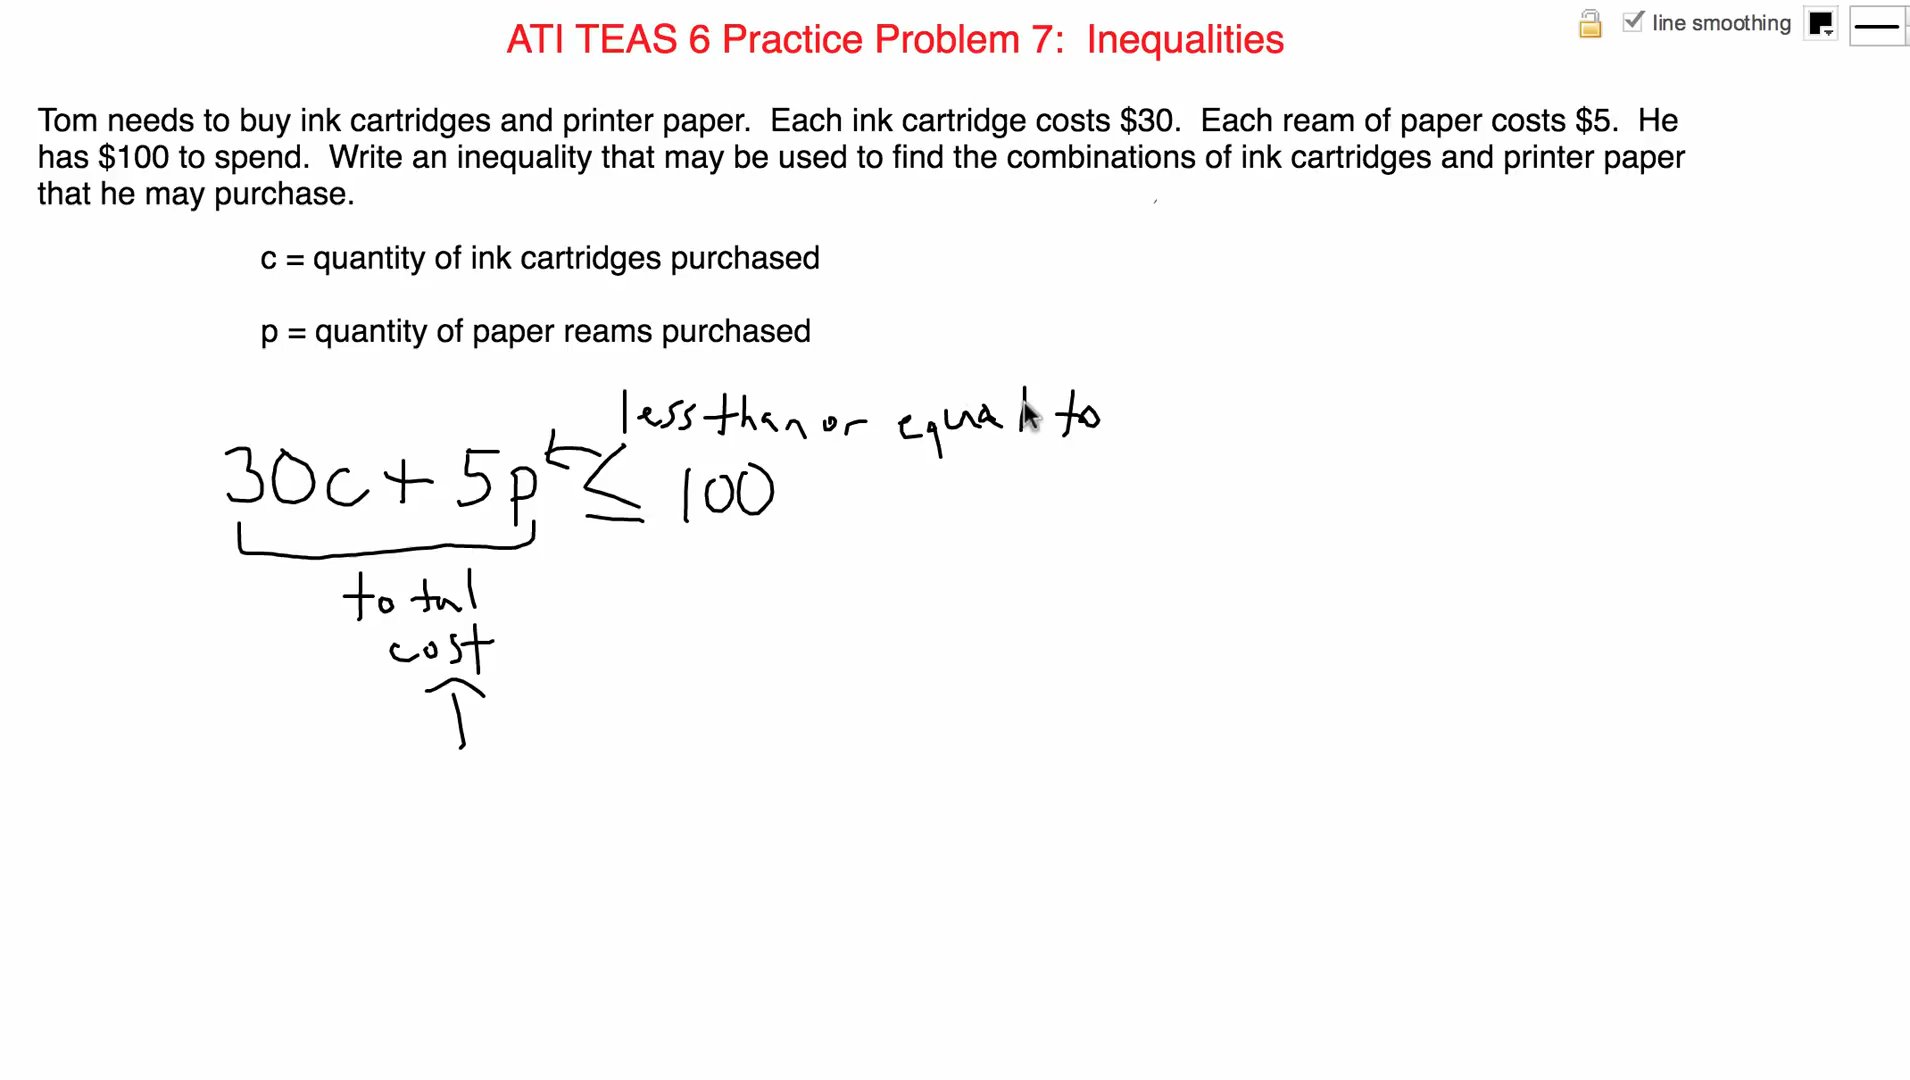 ATI TEAS 6 Practice Problem 7: Inequalities
line smoothing
Tom needs to buy ink cartridges and printer paper. Each ink cartridge costs $30. Each ream of paper costs $5. He
has $100 to spend. Write an inequality that may be used to find the combinations of ink cartridges and printer paper
that he may purchase.
c = quantity of ink cartridges purchased
p = quantity of paper reams purchased
less than or equal to
30c + 5p ≤ 100
total
cost